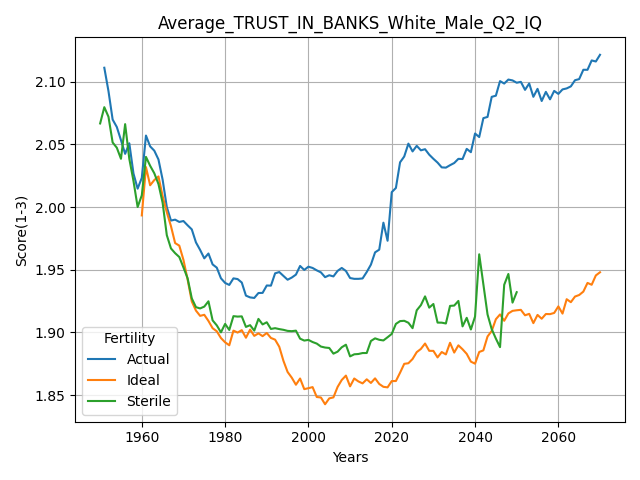 Average_TRUST_IN_BANKS_White_Male_Q2_IQ
Score(1-3)
2.10
2.05
2.00
1.95
1.90
1.85
Fertility
Actual
Ideal
Sterile
1960 1980 2000 2020 2040 2060
Years